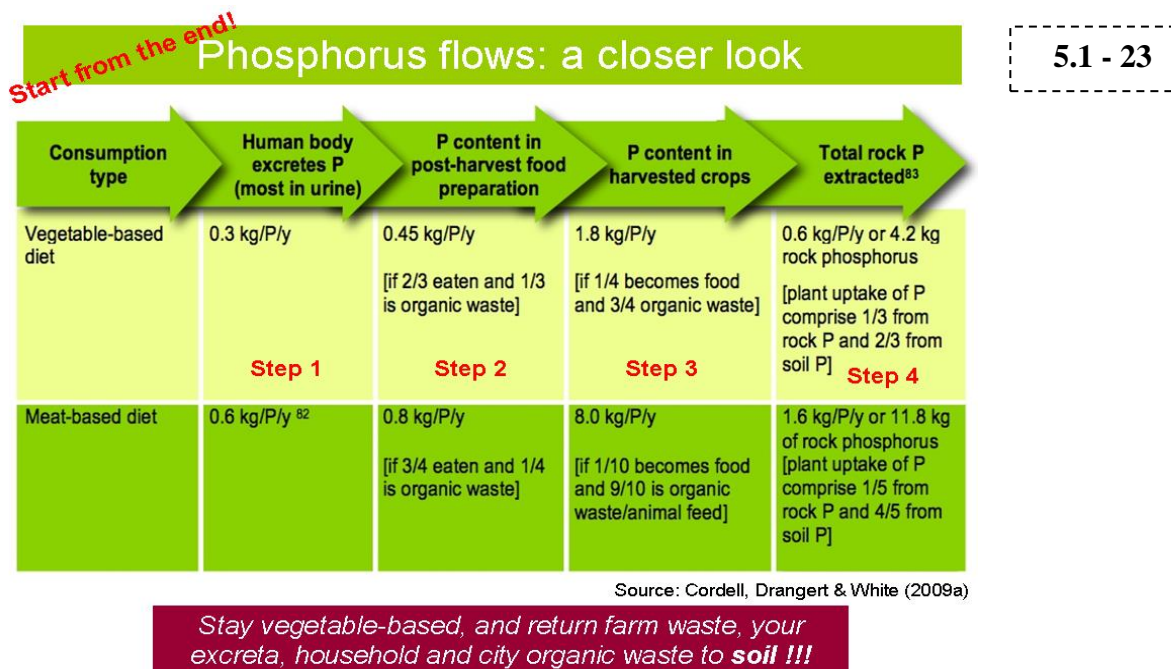 Start from the end!
Phosphorus flows: a closer look
5.1 - 23
Consumption
type
Human body
excretes P
(most in urine)
P content in
post-harvest food
preparation
P content in
harvested crops
Total rock P
extracted83
Vegetable-based
diet
0.3 kg/P/y
Step 1
0.45 kg/P/y
[if 2/3 eaten and 1/3
is organic waste]
Step 2
1.8 kg/P/y
[if 1/4 becomes food
and 3/4 organic waste]
Step 3
0.6 kg/P/y or 4.2 kg
rock phosphorus
[plant uptake of P
comprise 1/3 from
rock P and 2/3 from
soil P]
Step 4
Meat-based diet
0.6 kg/P/y 82
0.8 kg/P/y
[if 3/4 eaten and 1/4
is organic waste]
8.0 kg/P/y
[if 1/10 becomes food
and 9/10 is organic
waste/animal feed]
1.6 kg/P/y or 11.8 kg
of rock phosphorus
[plant uptake of P
comprise 1/5 from
rock P and 4/5 from
soil P]
Source: Cordell, Drangert & White (2009a)
Stay vegetable-based, and return farm waste, your
excreta, household and city organic waste to soil !!!